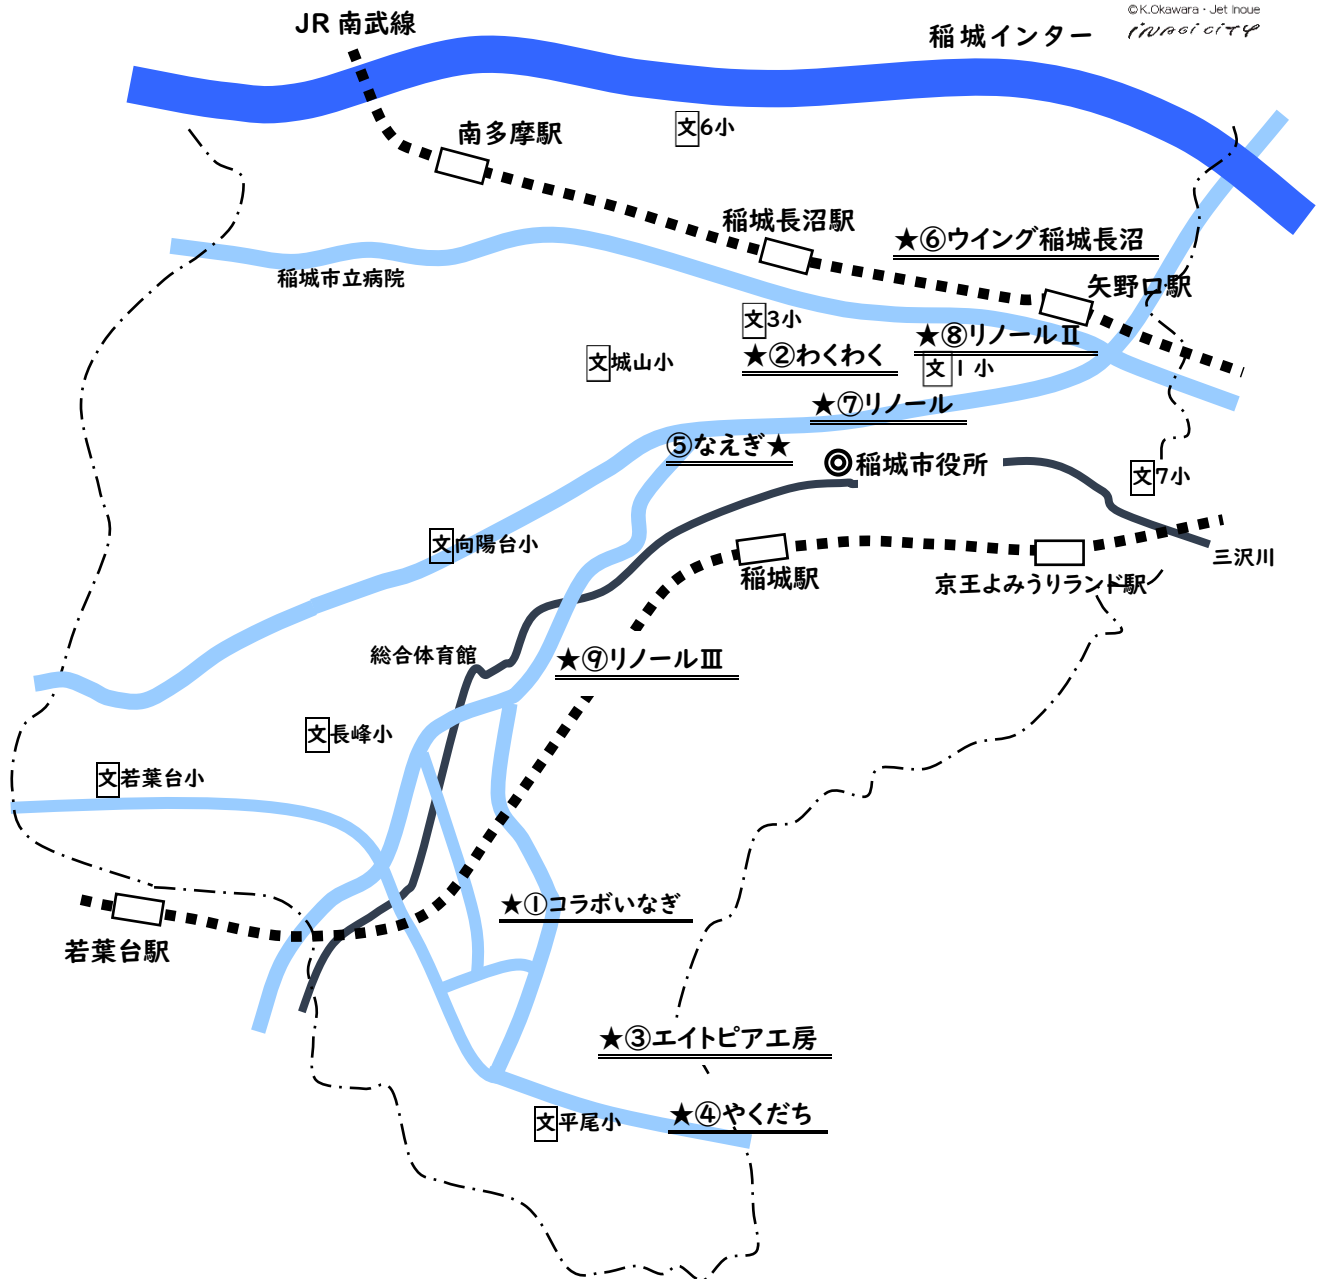 ©K.Okawara・Jet Inoue
JR 南武線
稲城インター
inagi city
文6小
南多摩駅
稲城長沼駅
★⑥ウイング稲城長沼
稲城市立病院
矢野口駅
文3小
★⑧リノールⅡ
★②わくわく
文城山小
文1小
★⑦リノール
⑤なえぎ★
◎稲城市役所
文7小
文向陽台小
三沢川
稲城駅
京王よみうりランド駅
総合体育館
★⑨リノールⅢ
文長峰小
文若葉台小
★①コラボいなぎ
若葉台駅
★③エイトピア工房
★④やくだち
文平尾小